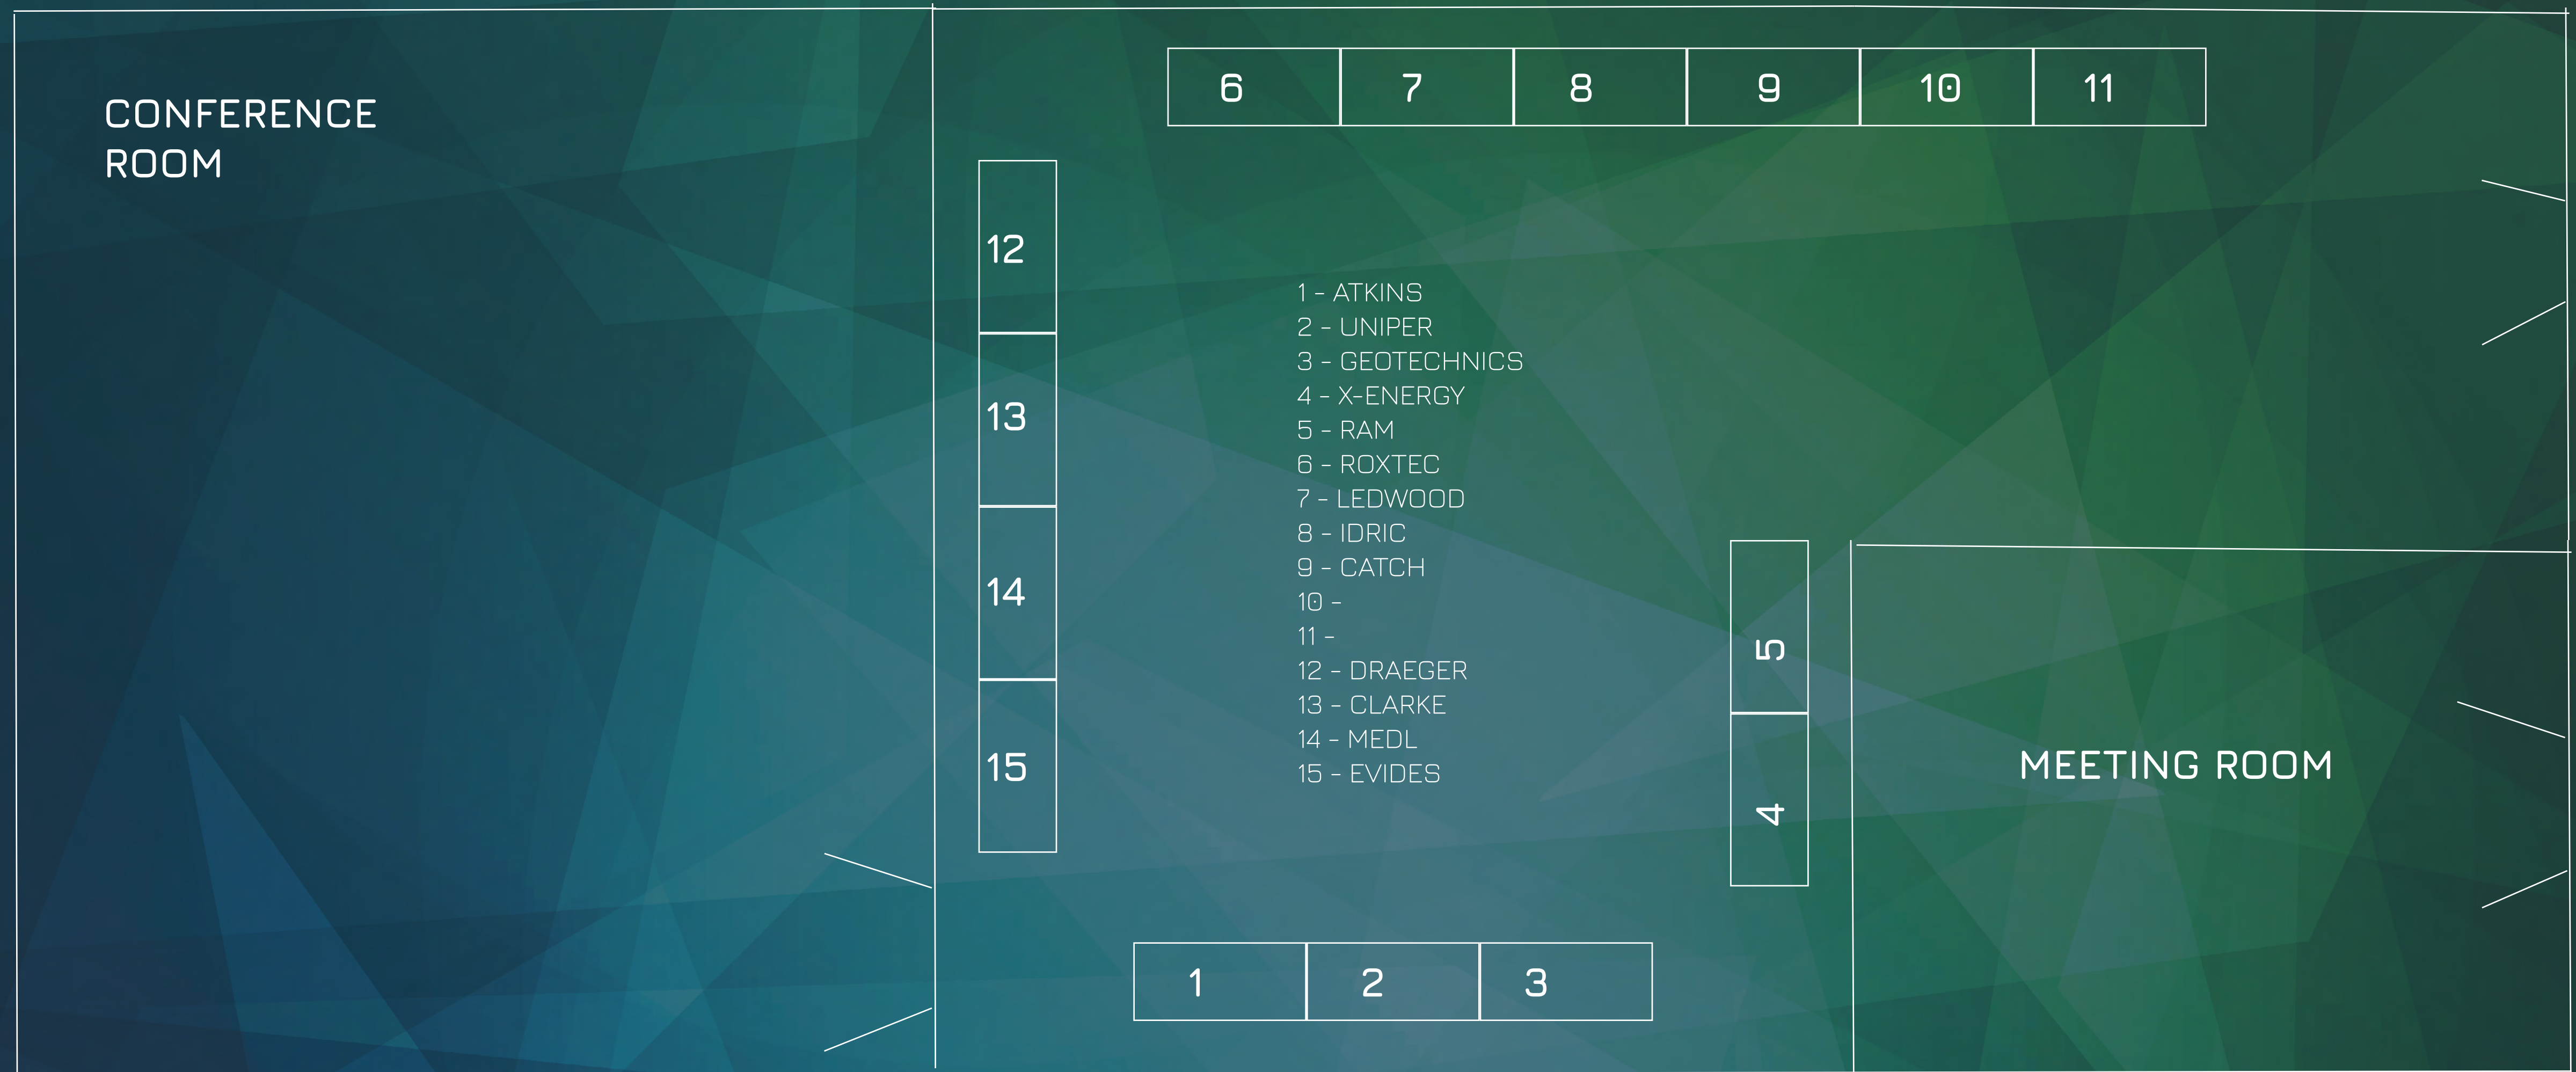 CONFERENCE
ROOM
6 7 8 9 10 11
12
13
14
15
1 - ATKINS
2 - UNIPER
3 - GEOTECHNICS
4 - X-ENERGY
5 - RAM
6 - ROXTEC
7 - LEDWOOD
8 - IDRIC
9 - CATCH
10 -
11 -
12 - DRAEGER
13 - CLARKE
14 - MEDL
15 - EVIDES
5
4
MEETING ROOM
1 2 3